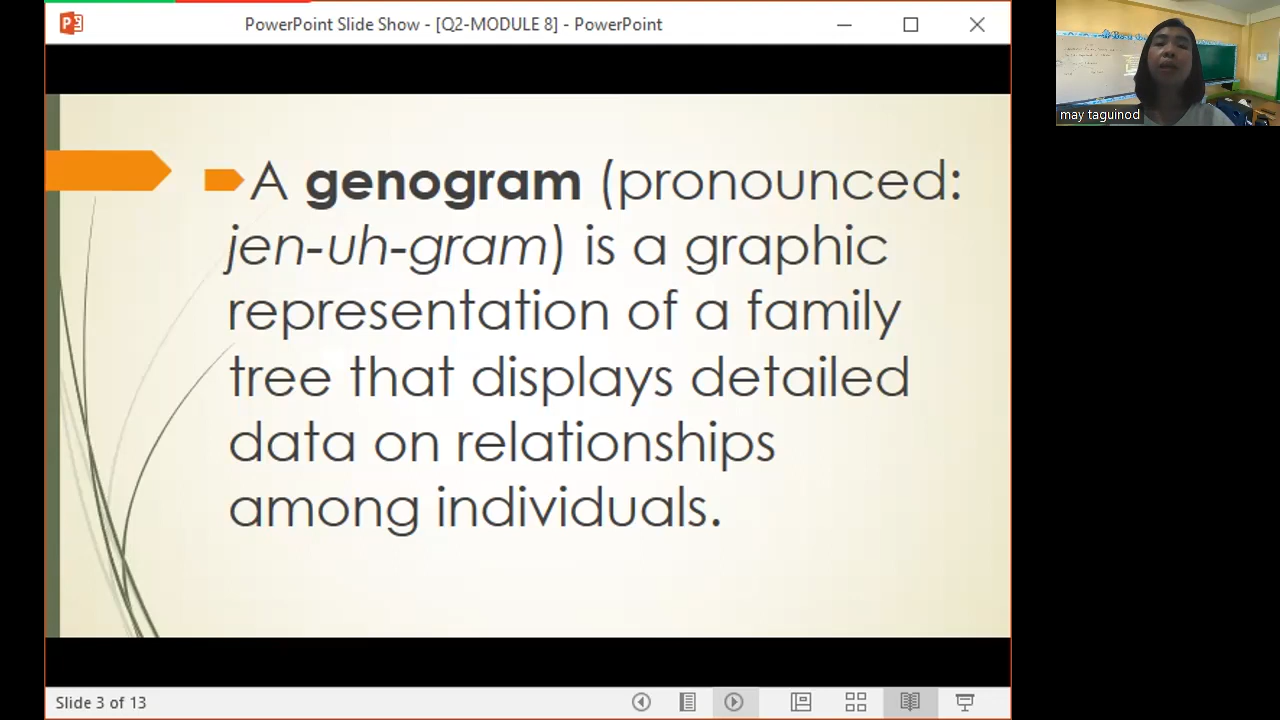 PowerPoint Slide Show - [Q2-MODULE 8] - PowerPoint
A genogram (pronounced:
jen-uh-gram) is a graphic
representation of a family
tree that displays detailed
data on relationships
among individuals.
Slide 3 of 13
may taguinod